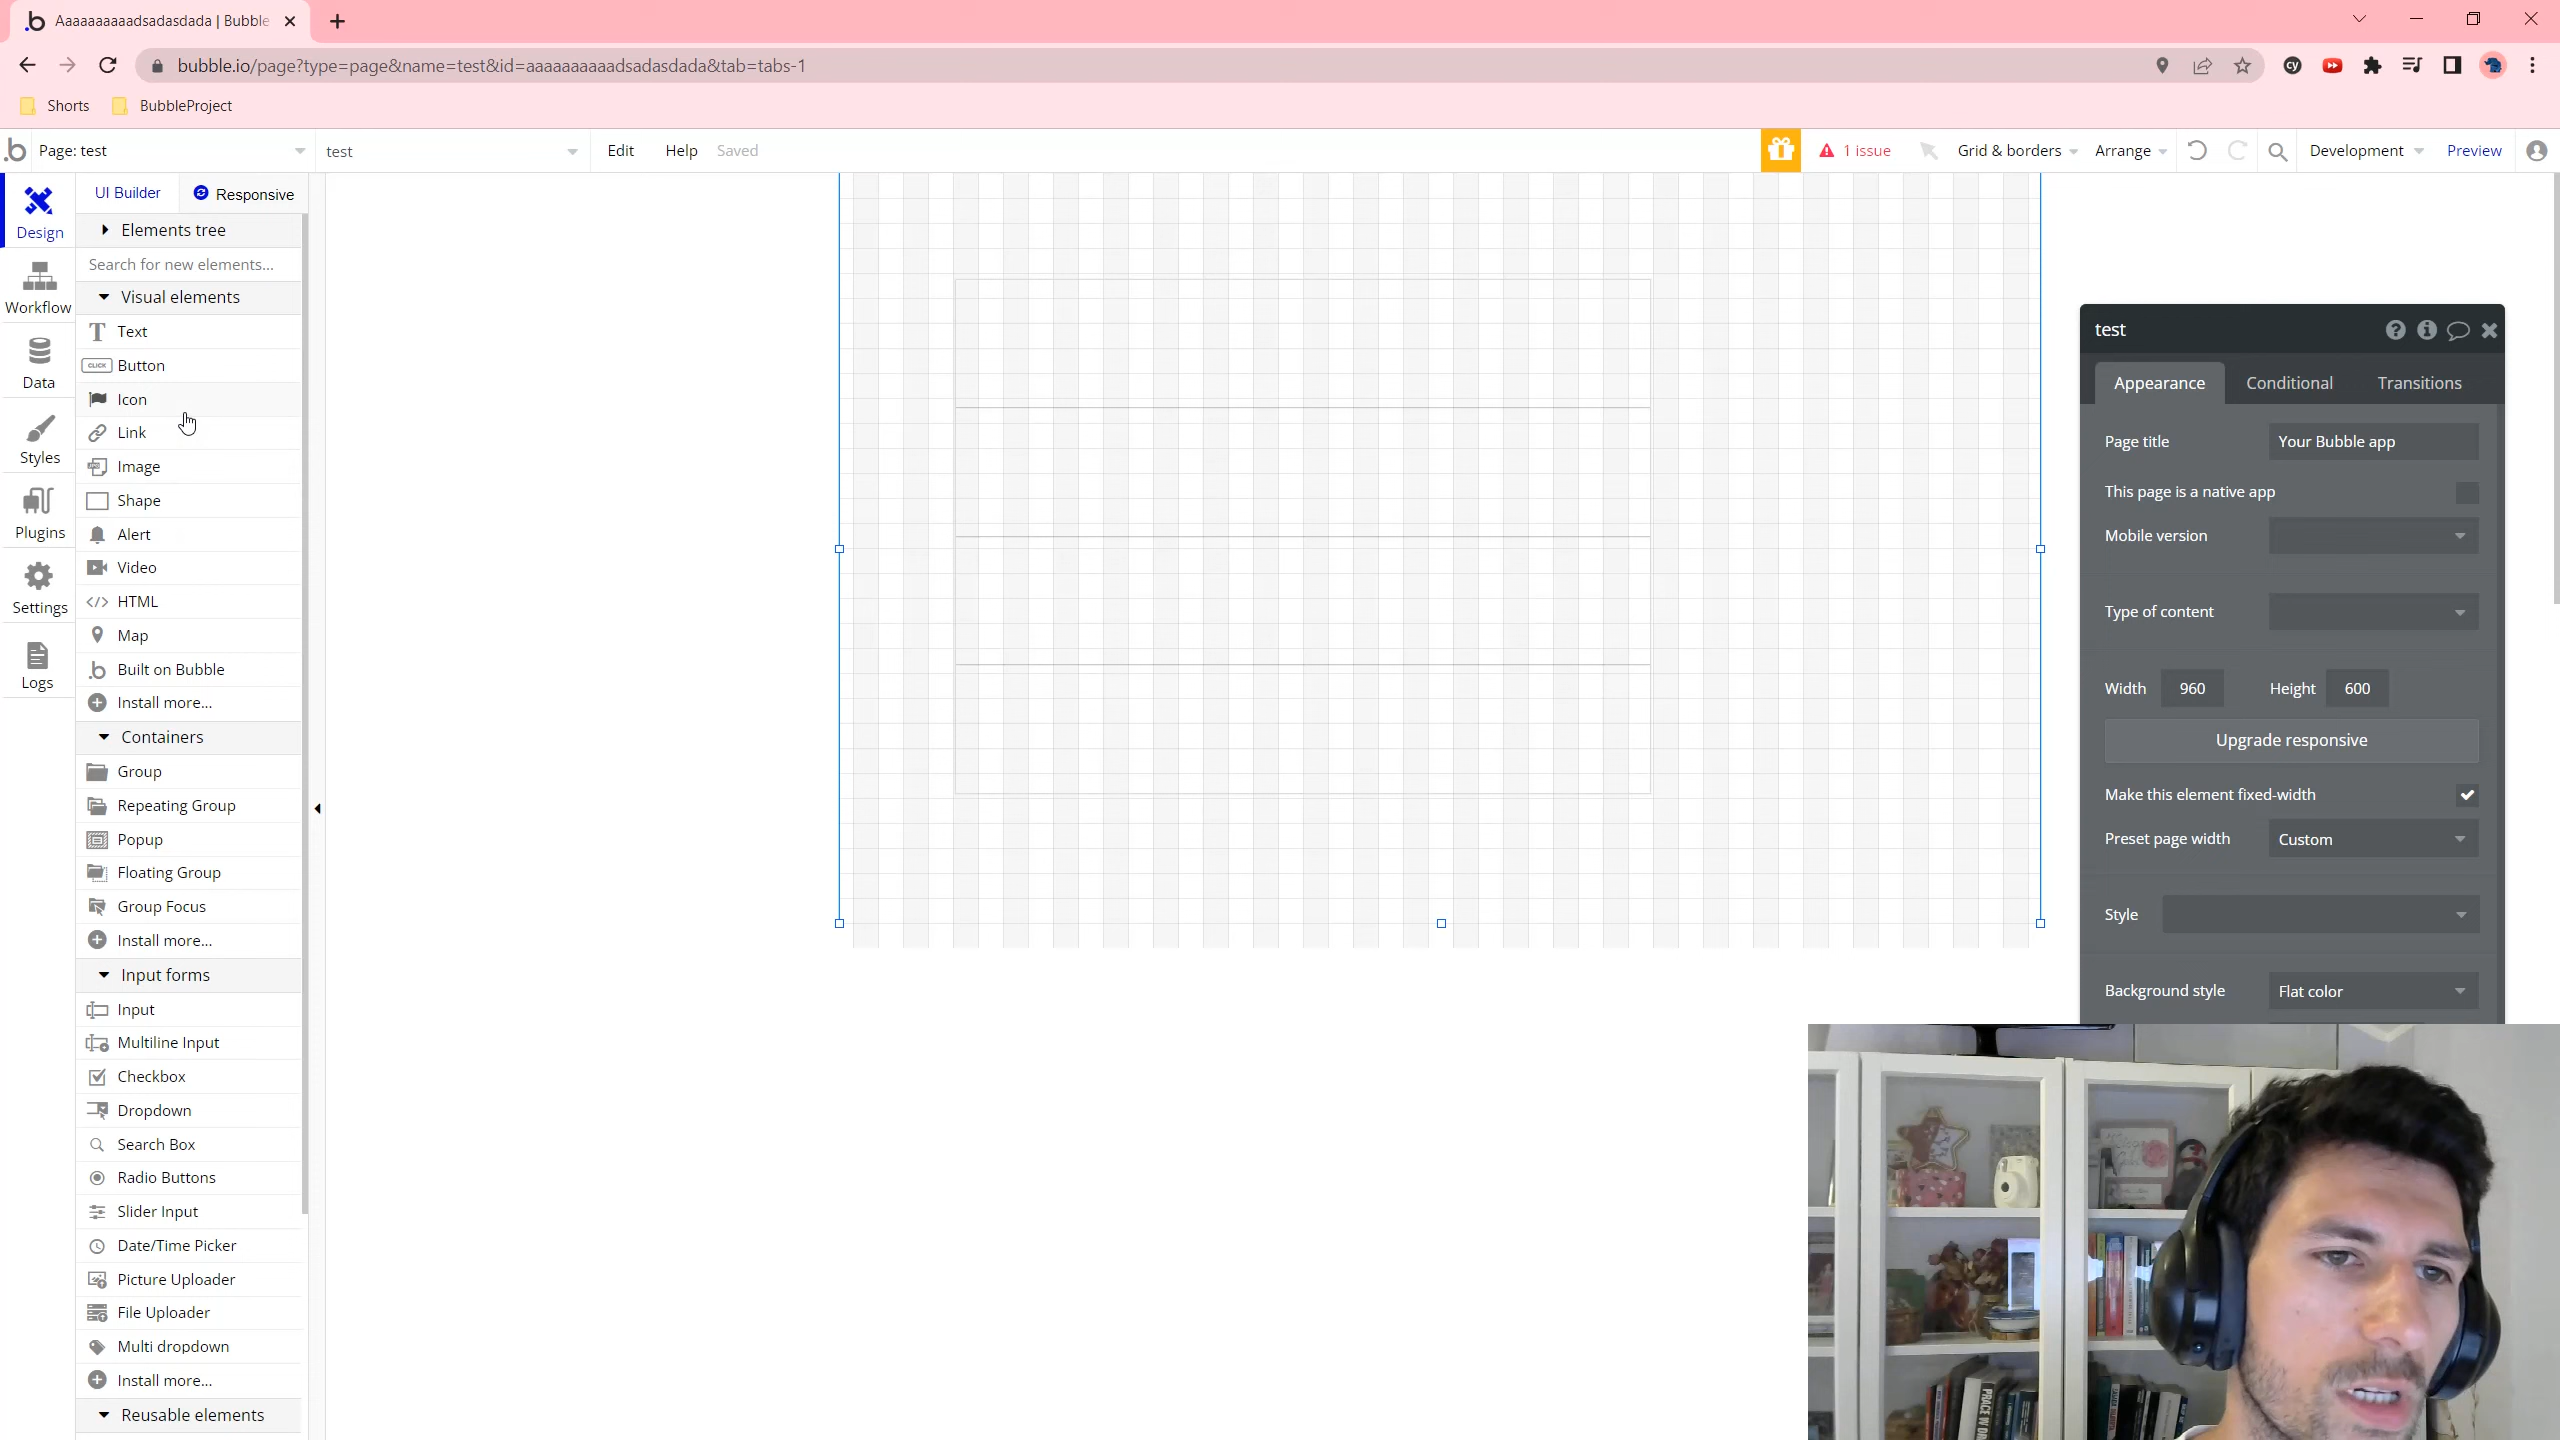 Aaaaaaaaaadsadasdada | Bubble
bubble.io/page?type=page&name=test&id=aaaaaaaaaadsadasdada&tab=tabs-1
Shorts BubbleProject
Page: test test Edit Help Saved 1 issue Grid & borders Arrange Development Preview
UI Builder Responsive
Design
Workflow
Data
Styles
Plugins
Settings
Logs
Elements tree
Search for new elements...
Visual elements
Text
CLICK Button
Icon
Link
Image
Shape
Alert
Video
HTML
Map
Built on Bubble
Install more...
Containers
Group
Repeating Group
Popup
Floating Group
Group Focus
Install more...
Input forms
Input
Multiline Input
Checkbox
Dropdown
Search Box
Radio Buttons
Slider Input
Date/Time Picker
Picture Uploader
File Uploader
Multi dropdown
Install more...
Reusable elements
test
Appearance Conditional Transitions
Page title Your Bubble app
This page is a native app
Mobile version
Type of content
Width 960 Height 600
Upgrade responsive
Make this element fixed-width
Preset page width Custom
Style
Background style Flat color